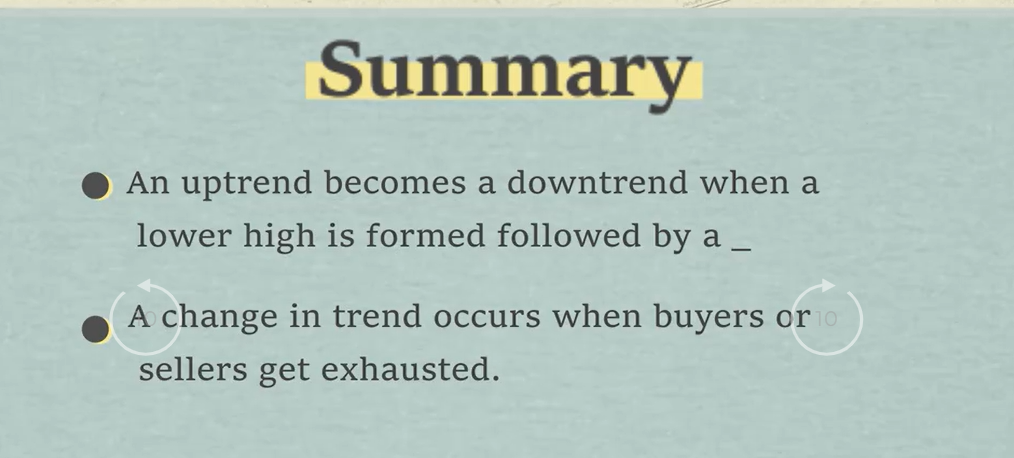 Summary
An uptrend becomes a downtrend when a
lower high is formed followed by a _
A change in trend occurs when buyers or
sellers get exhausted.
10